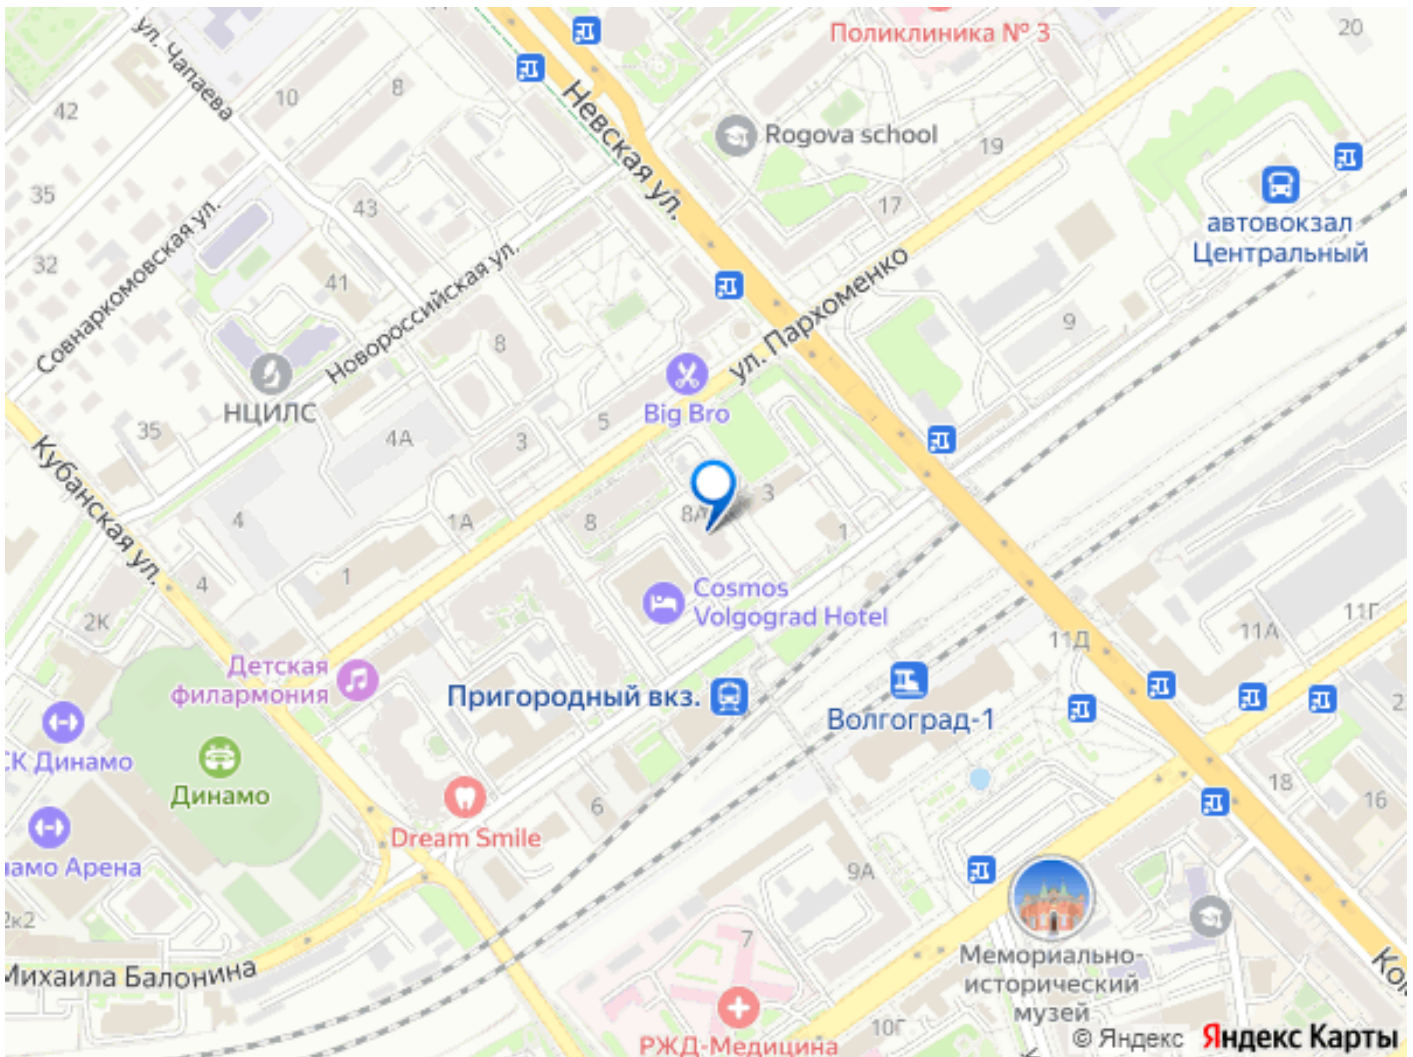 Поликлиника № 3
20
ул. Чапаева
8
10
42
Невская ул.
Rogova school
19
35
43
17
автовокзал
Центральный
Совнаркомовская ул.
32
41
Новороссийская ул.
ул. Пархоменко
9
8
НЦИЛС
Big Bro
35
4А
3
5
Кубанская ул.
3
8А
4
1А
8
1
1
4
Cosmos
Volgograd Hotel
2К
11Г
11А
11Д
Детская
филармония
Пригородный вкз.
Волгоград-1
СК Динамо
Динамо
18
16
6
Dream Smile
намо Арена
9А
2к2
7
Михаила Балонина
Мемориально-
исторический
музей
Ком
10Г
РЖД-Медицина
© Яндекс Яндекс Карты